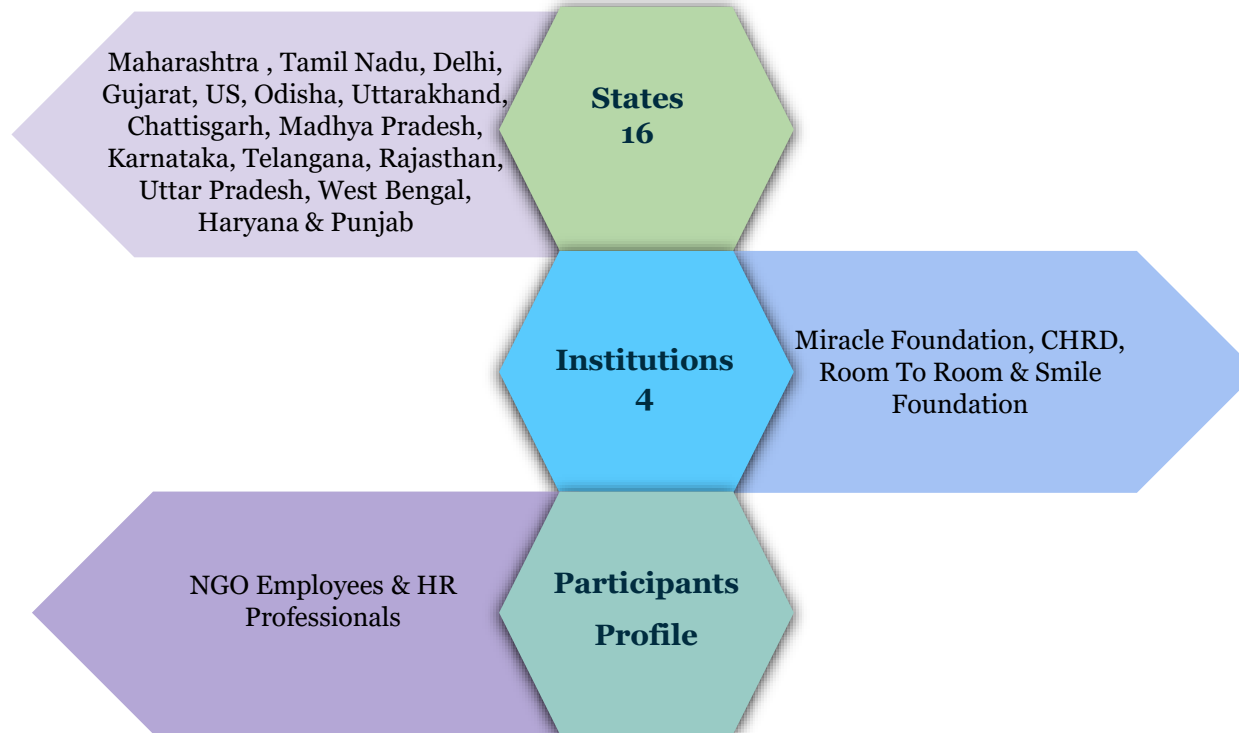 Maharashtra , Tamil Nadu, Delhi,
Gujarat, US, Odisha, Uttarakhand,
Chattisgarh, Madhya Pradesh,
Karnataka, Telangana, Rajasthan,
Uttar Pradesh, West Bengal,
Haryana & Punjab
States
16
Institutions
4
Miracle Foundation, CHRD,
Room To Room & Smile
Foundation
NGO Employees & HR
Professionals
Participants
Profile